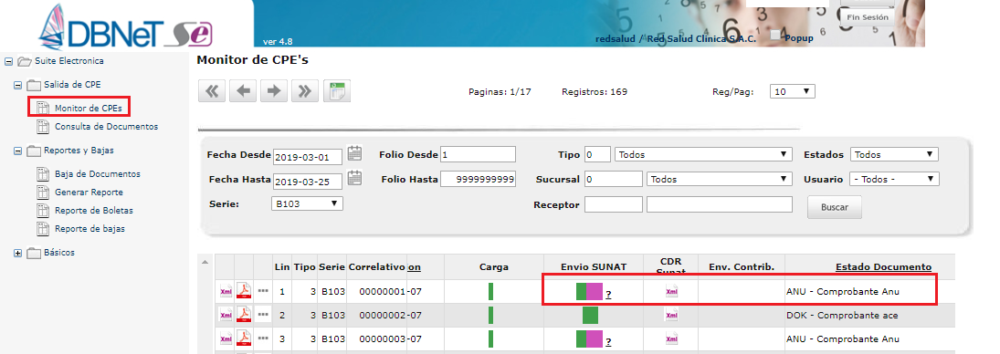 DBNeT Se
ver 4.8
redsalud / Red Salud Clinica S.A.C.
Popup
Fin Sesión
Suite Electronica
Salida de CPE
Monitor de CPEs
Consulta de Documentos
Reportes y Bajas
Baja de Documentos
Generar Reporte
Reporte de Boletas
Reporte de bajas
Básicos
Monitor de CPE's
Paginas: 1/17 Registros: 169 Reg/Pag: 10
Fecha Desde 2019-03-01 Folio Desde 1 Tipo 0 Todos Estados Todos
Fecha Hasta 2019-03-25 Folio Hasta 9999999999 Sucursal 0 Todos Usuario - Todos -
Serie: B103 Receptor Buscar
Lin Tipo Serie Correlativo on Carga Envio SUNAT CDR Sunat Env. Contrib. Estado Documento
Xml 1 3 B103 00000001-07 ? Xml ANU - Comprobante Anu
Xml 2 3 B103 00000002-07 Xml DOK - Comprobante ace
Xml 3 3 B103 00000003-07 ? Xml ANU - Comprobante Anu